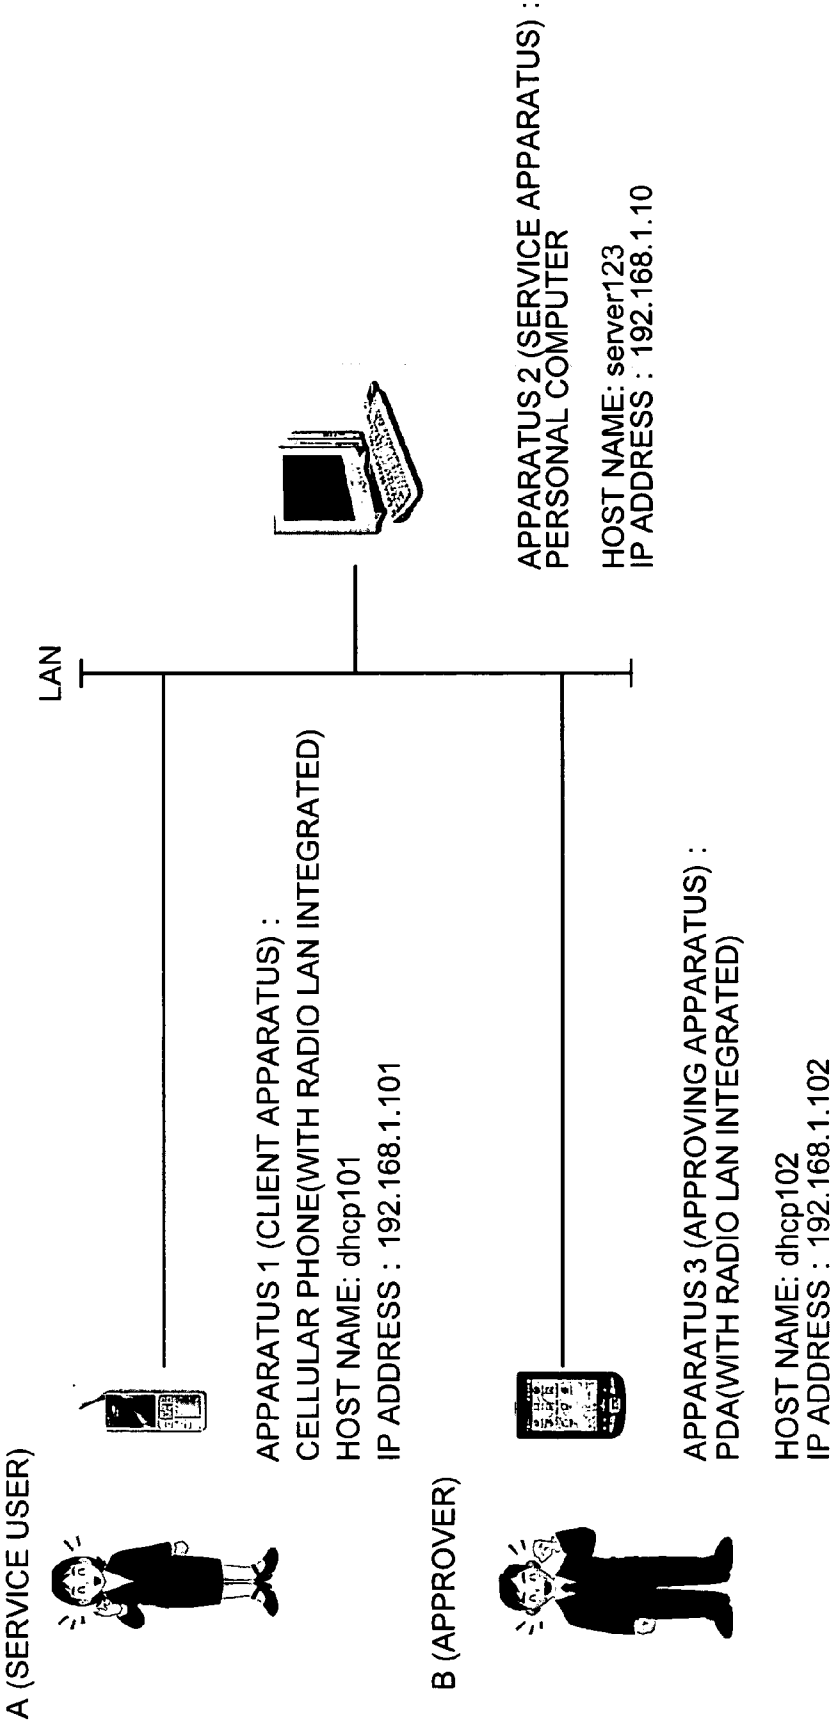 A (SERVICE USER)
APPARATUS 1 (CLIENT APPARATUS) :
CELLULAR PHONE(WITH RADIO LAN INTEGRATED)
HOST NAME: dhcp101
IP ADDRESS : 192.168.1.101
LAN
APPARATUS 2 (SERVICE APPARATUS) :
PERSONAL COMPUTER
HOST NAME: server123
IP ADDRESS : 192.168.1.10
B (APPROVER)
APPARATUS 3 (APPROVING APPARATUS) :
PDA(WITH RADIO LAN INTEGRATED)
HOST NAME: dhcp102
IP ADDRESS : 192.168.1.102